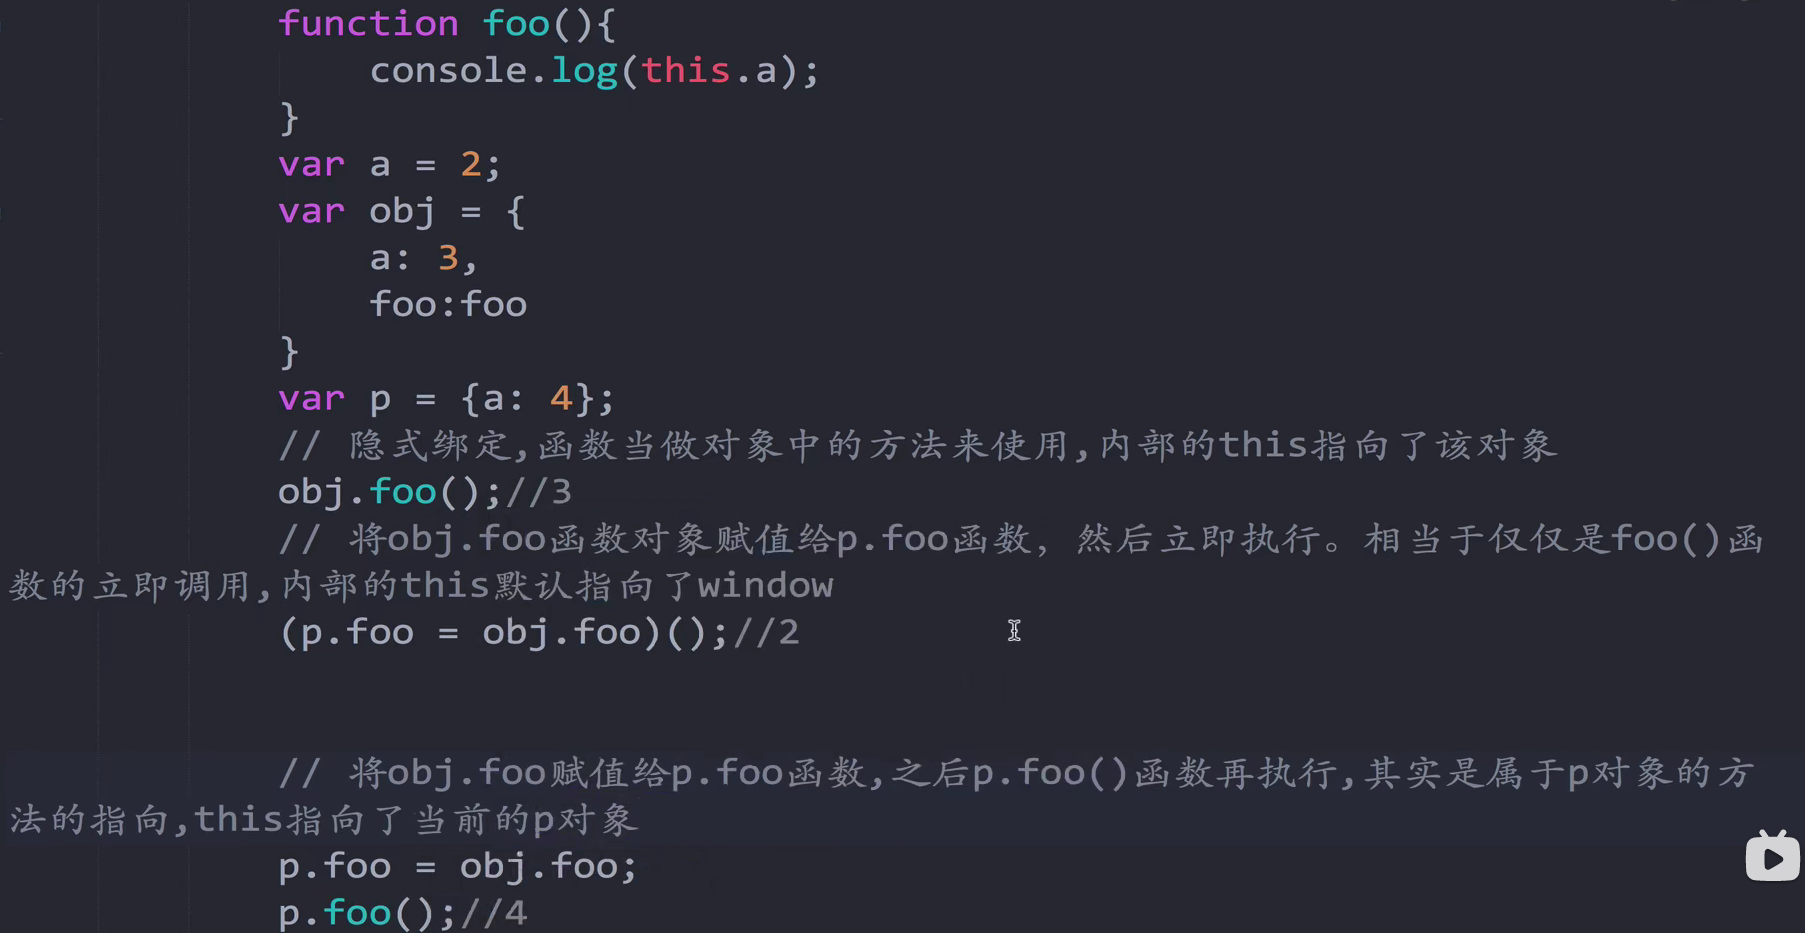 function foo(){
console.log(this.a);
}
var a = 2;
var obj = {
a: 3,
foo:foo
}
var p = {a: 4};
// 隐式绑定,函数当做对象中的方法来使用,内部的this指向了该对象
obj.foo();//3
// 将obj.foo函数对象赋值给p.foo函数，然后立即执行。相当于仅仅是foo()函
数的立即调用,内部的this默认指向了window
(p.foo = obj.foo)();//2
// 将obj.foo赋值给p.foo函数,之后p.foo()函数再执行,其实是属于p对象的方
法的指向,this指向了当前的p对象
p.foo = obj.foo;
p.foo();//4